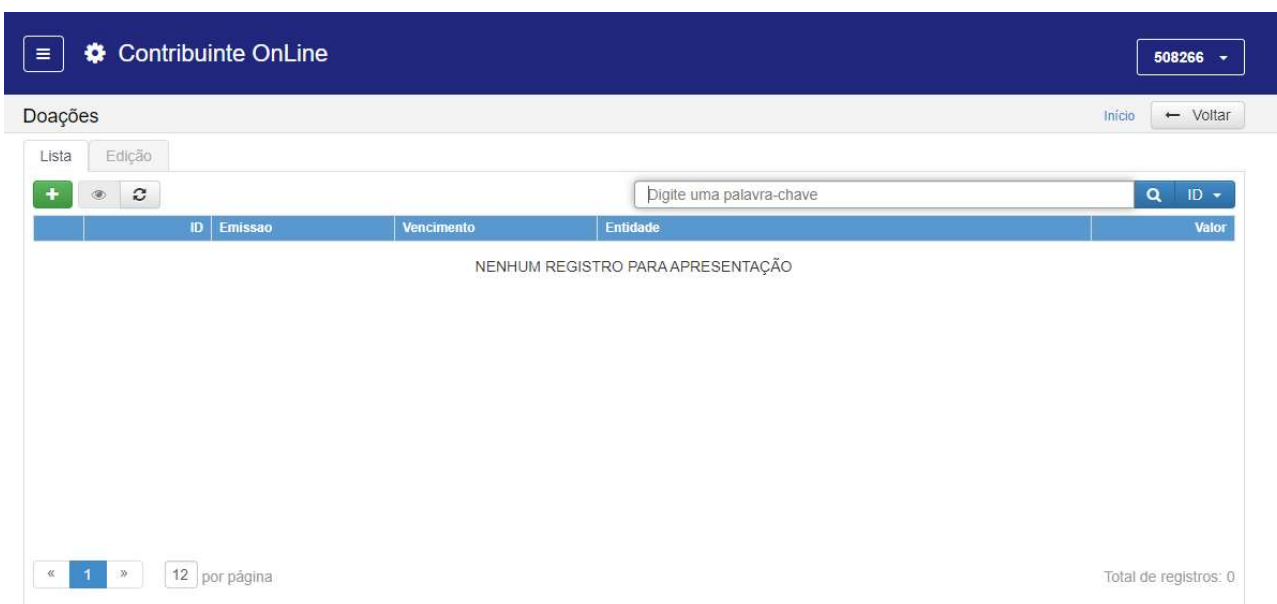 Contribuinte OnLine
508266
Doações
Início
← Voltar
Lista Edição
Digite uma palavra-chave
ID
ID Emissao Vencimento Entidade Valor
NENHUM REGISTRO PARA APRESENTAÇÃO
« 1 » 12 por página
Total de registros: 0